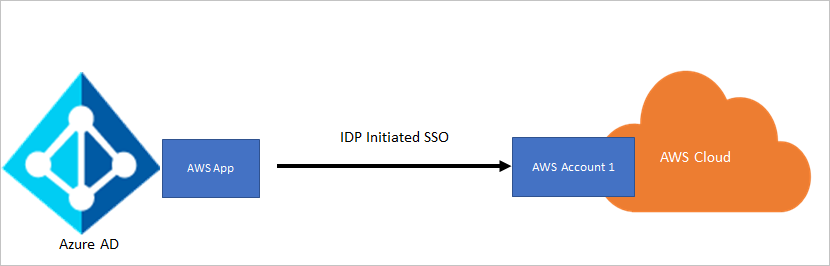 IDP Initiated SSO
AWS App
AWS Account 1
AWS Cloud
Azure AD